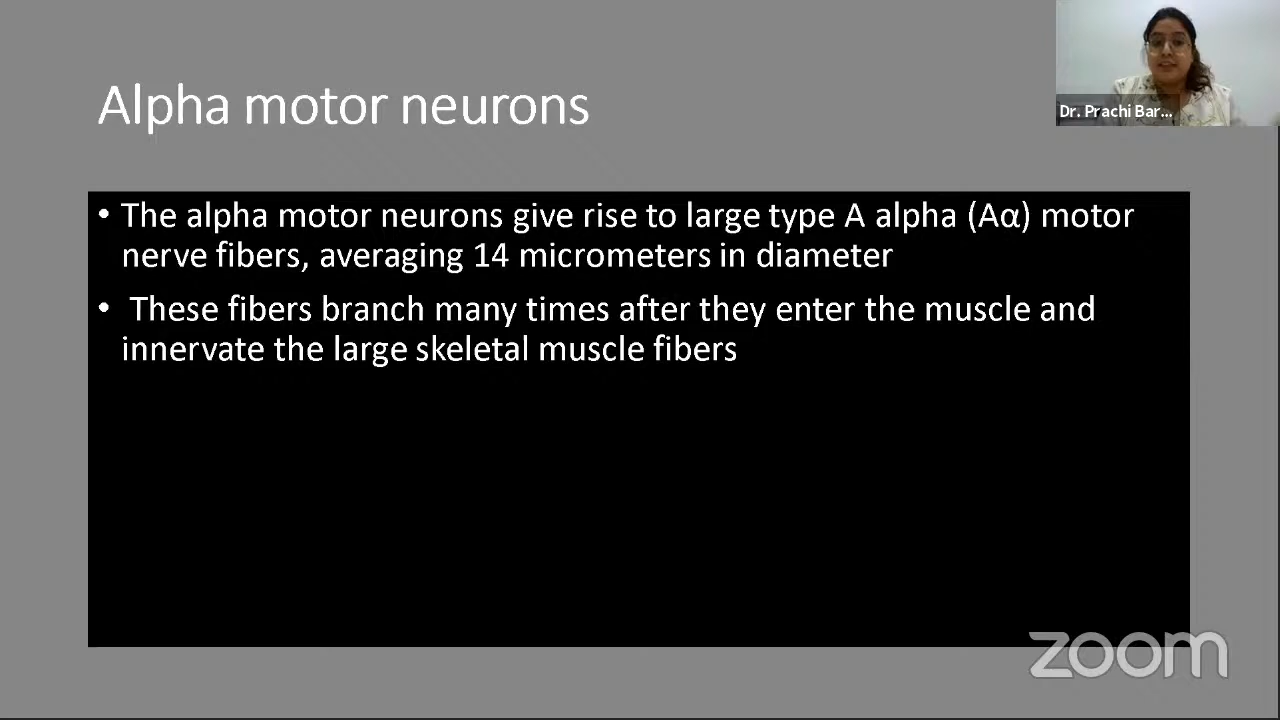 Alpha motor neurons
Dr. Prachi Bar...
• The alpha motor neurons give rise to large type A alpha (Aα) motor
nerve fibers, averaging 14 micrometers in diameter
• These fibers branch many times after they enter the muscle and
innervate the large skeletal muscle fibers
zoom